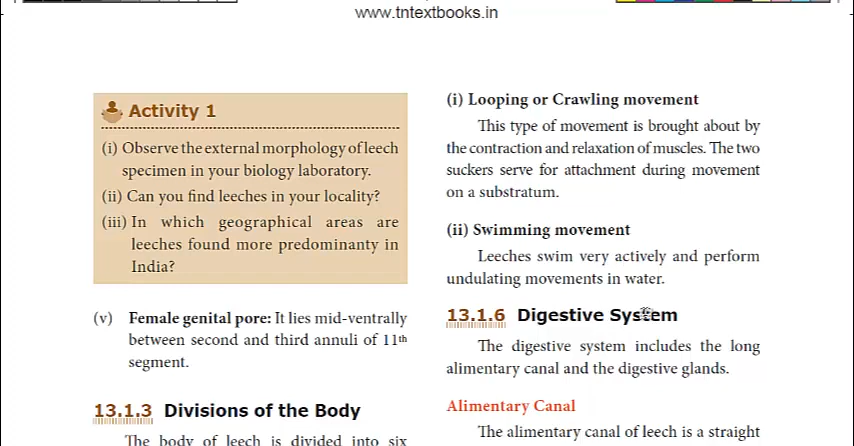 www.tntextbooks.in
Activity 1
(i) Observe the external morphology of leech
specimen in your biology laboratory.
(ii) Can you find leeches in your locality?
(iii) In which geographical areas are
leeches found more predominanty in
India?
(v) Female genital pore: It lies mid-ventrally
between second and third annuli of 11th
segment.
13.1.3 Divisions of the Body
The body of leech is divided into six
(i) Looping or Crawling movement
This type of movement is brought about by
the contraction and relaxation of muscles. The two
suckers serve for attachment during movement
on a substratum.
(ii) Swimming movement
Leeches swim very actively and perform
undulating movements in water.
13.1.6 Digestive System
The digestive system includes the long
alimentary canal and the digestive glands.
Alimentary Canal
The alimentary canal of leech is a straight